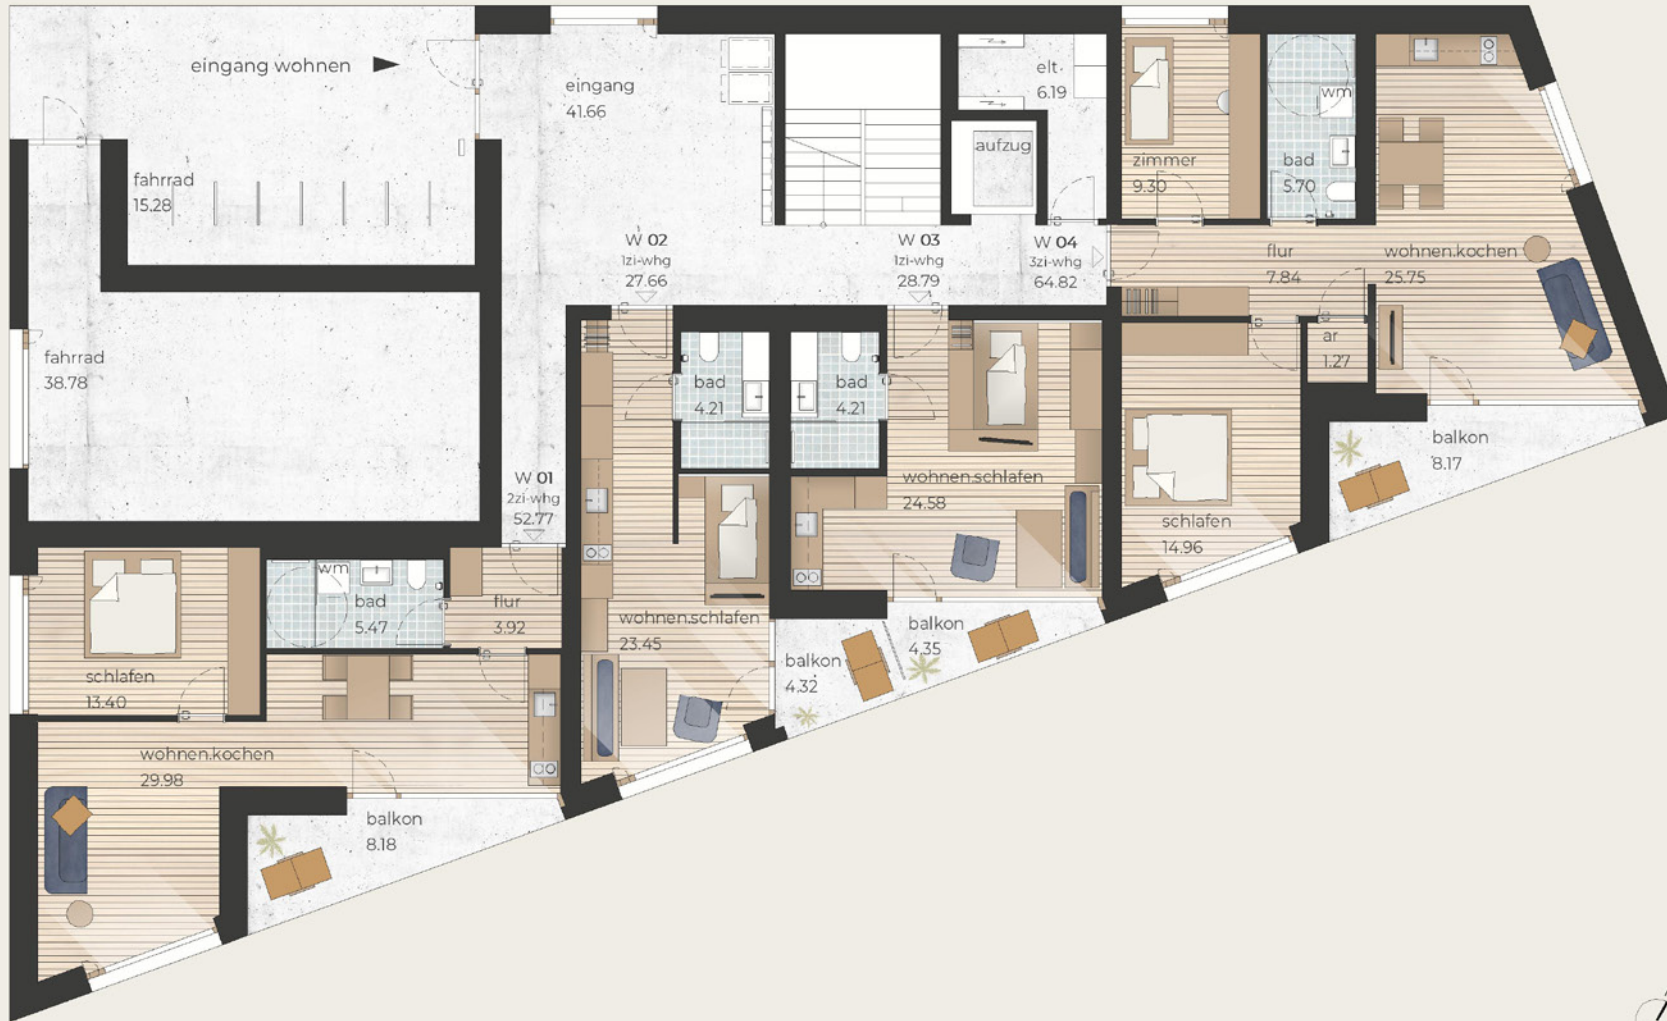 eingang wohnen
eingang
41.66
elt.
6.19
aufzug
zimmer
9.30
wm
bad
5.70
fahrrad
15.28
W 02
1zi-whg
27.66
W 03
1zi-whg
28.79
W 04
3zi-whg
64.82
flur
7.84
wohnen.kochen
25.75
fahrrad
38.78
ar
1.27
bad
4.21
bad
4.21
balkon
8.17
W 01
2zi-whg
52.77
wohnen.schlafen
24.58
schlafen
14.96
wm
bad
5.47
flur
3.92
wohnen.schlafen
23.45
balkon
4.35
balkon
4.32
schlafen
13.40
wohnen.kochen
29.98
balkon
8.18